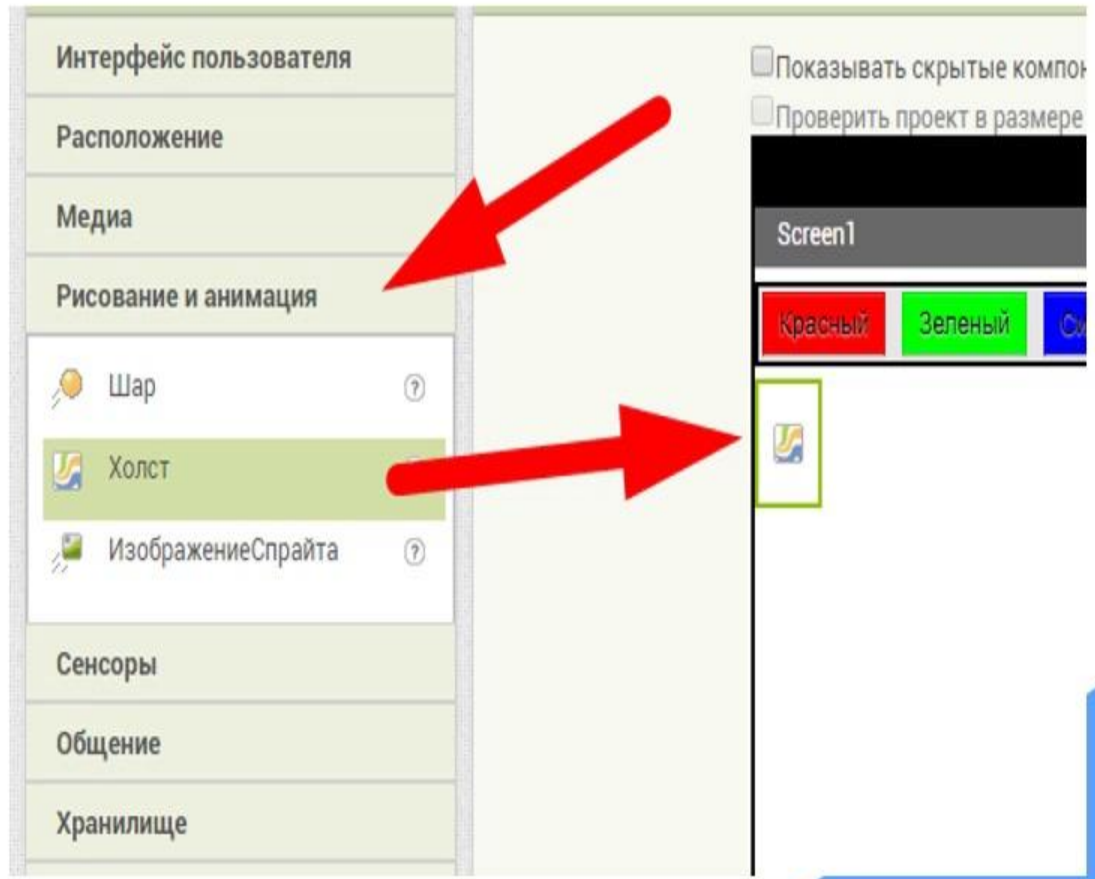 Интерфейс пользователя
Расположение
Медиа
Рисование и анимация
Шар
Холст
ИзображениеСпрайта
Сенсоры
Общение
Хранилище
Показывать скрытые компон
Проверить проект в размере
Screen1
Красный Зеленый Си